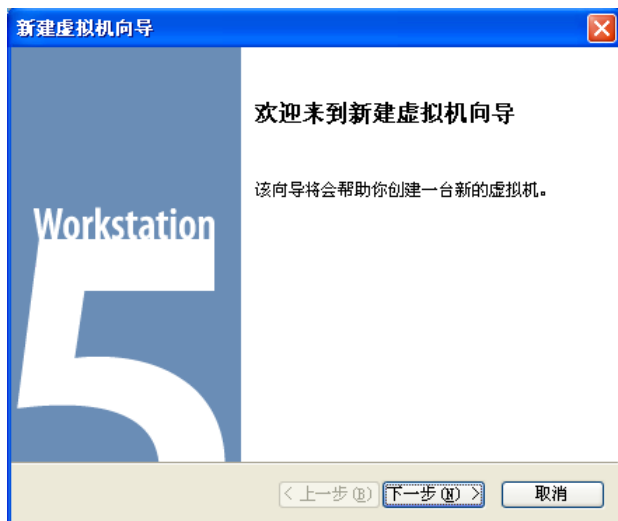 新建虚拟机向导
欢迎来到新建虚拟机向导
该向导将会帮助你创建一台新的虚拟机。
Workstation
5
< 上一步(B) 下一步(N) > 取消